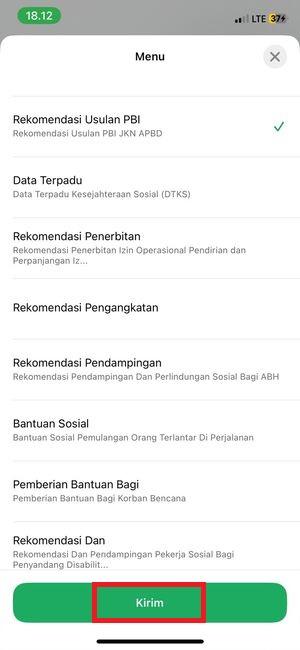 18.12
LTE 37
Menu
Rekomendasi Usulan PBI
Rekomendasi Usulan PBI JKN APBD
Data Terpadu
Data Terpadu Kesejahteraan Sosial (DTKS)
Rekomendasi Penerbitan
Rekomendasi Penerbitan Izin Operasional Pendirian dan
Perpanjangan Iz...
Rekomendasi Pengangkatan
Rekomendasi Pendampingan
Rekomendasi Pendampingan Dan Perlindungan Sosial Bagi ABH
Bantuan Sosial
Bantuan Sosial Pemulangan Orang Terlantar Di Perjalanan
Pemberian Bantuan Bagi
Pemberian Bantuan Bagi Korban Bencana
Rekomendasi Dan
Rekomendasi Dan Pendampingan Pekerja Sosial Bagi
Penyandang Disabilit...
Kirim